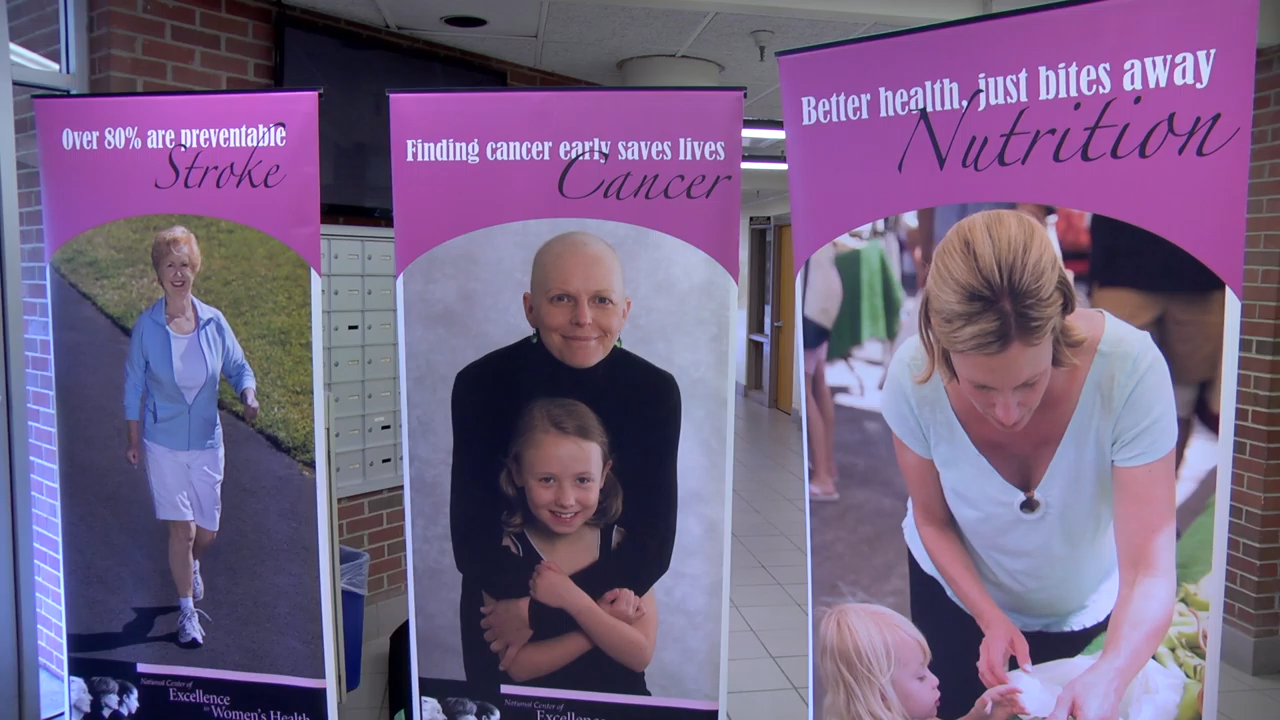 Over 80% are preventable
Stroke
National Center of
Excellence
in Women's Health
Finding cancer early saves lives
Cancer
National Center of
Excellence
Better health, just bites away
Nutrition